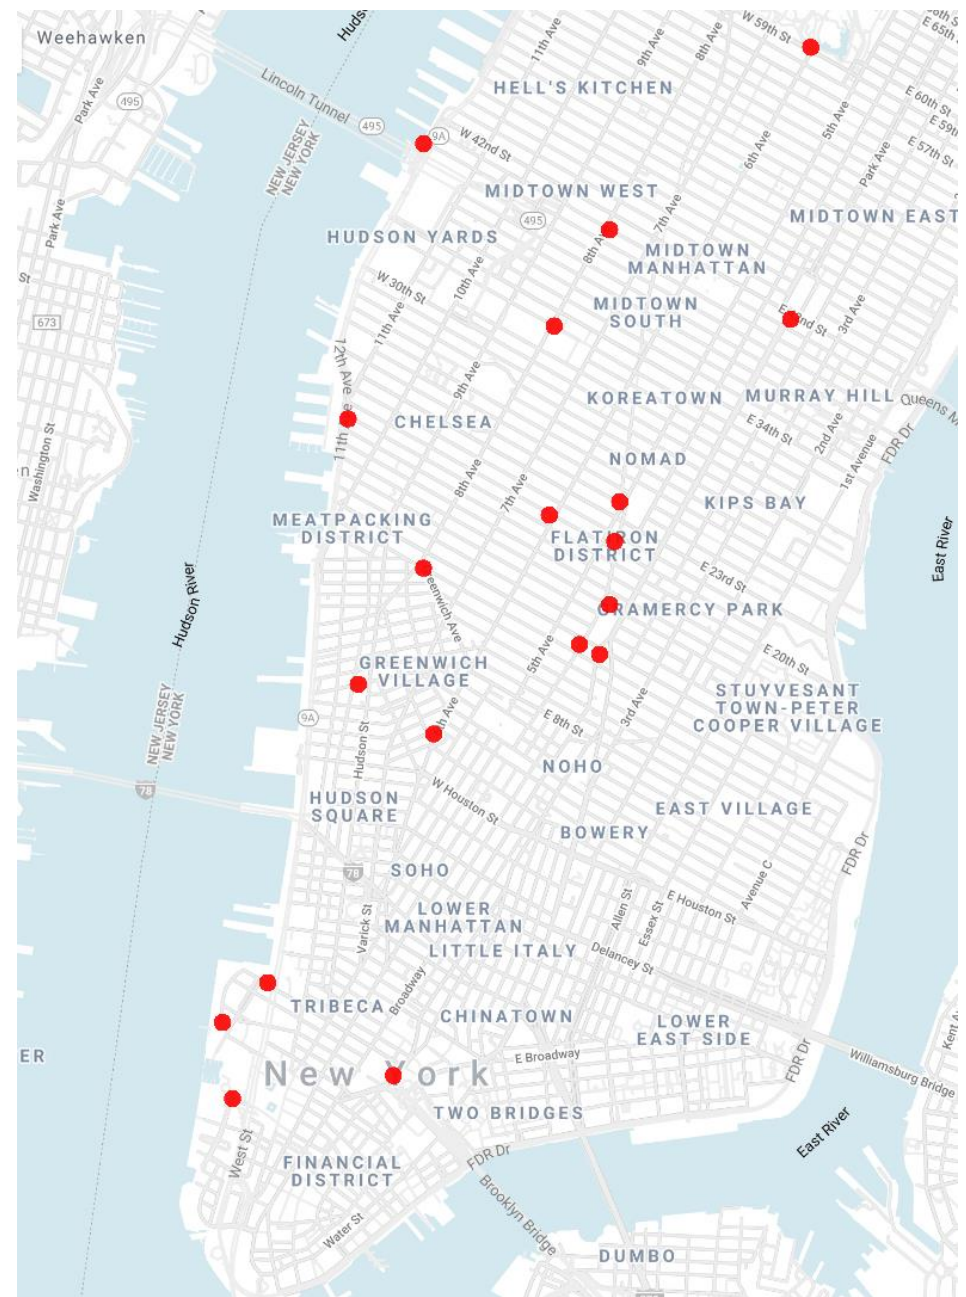 Weehawken
Park Ave
495
Lincoln Tunnel
495
9A
Hudso
NEW JERSEY
NEW YORK
Park Ave
St
673
Washington St
en
11th Ave
9th Ave
8th Ave
W 59th St
E 65th
E 60th St
E 59th
E 57th St
5th Ave
6th Ave
Park Ave
HELL'S KITCHEN
W 42nd St
MIDTOWN WEST
495
7th Ave
8th Av
MIDTOWN EAST
HUDSON YARDS
MIDTOWN
MANHATTAN
W 30th St
10th Ave
11th Ave
MIDTOWN
SOUTH
3rd Ave
12th Ave
9th Ave
KOREATOWN
MURRAY HILL
Queens M
CHELSEA
E 34th St
2nd Ave
1st Avenue
FDR Dr
11th
NOMAD
8th Ave
7th Ave
KIPS BAY
MEATPACKING
DISTRICT
FLATIRON
DISTRICT
East River
E 23rd St
Hudson River
Greenwich Ave
GRAMERCY PARK
5th Ave
E 20th St
GREENWICH
VILLAGE
STUYVESANT
TOWN-PETER
COOPER VILLAGE
3rd Ave
9A
NEW JERSEY
NEW YORK
Hudson St
E 8th St
78
NOHO
W Houston St
HUDSON
SQUARE
EAST VILLAGE
BOWERY
FDR Dr
SOHO
78
Avenue C
Allen St
Essex St
E Houston St
LOWER
MANHATTAN
Varick St
LITTLE ITALY
Delancey St
Broadway
TRIBECA
CHINATOWN
LOWER
EAST SIDE
Kent A
ER
E Broadway
FDR Dr
Williamsburg Bridge
New York
TWO BRIDGES
West St
East River
FINANCIAL
DISTRICT
FDR Dr
Brooklyn Bridge
Water St
DUMBO